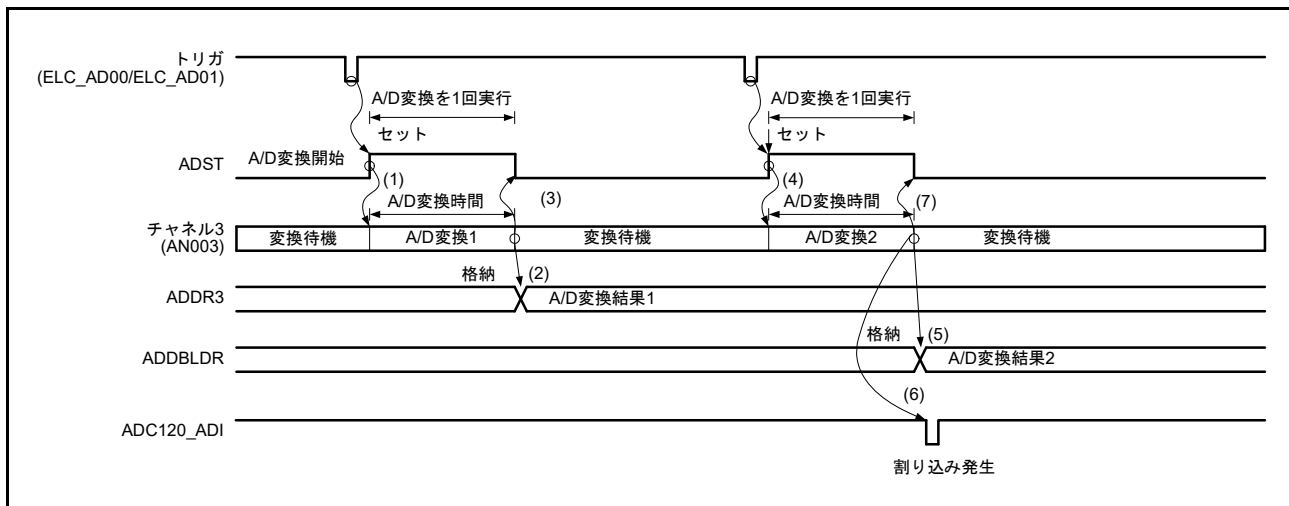 トリガ
(ELC_AD00/ELC_AD01)
A/D変換を1回実行
A/D変換を1回実行
セット
セット
ADST
A/D変換開始
(1)
(3)
(4)
(7)
A/D変換時間
A/D変換時間
チャネル3
(AN003)
変換待機
A/D変換1
変換待機
A/D変換2
変換待機
格納
(2)
ADDR3
A/D変換結果1
格納
(5)
ADDBLDR
A/D変換結果2
(6)
ADC120_ADI
割り込み発生